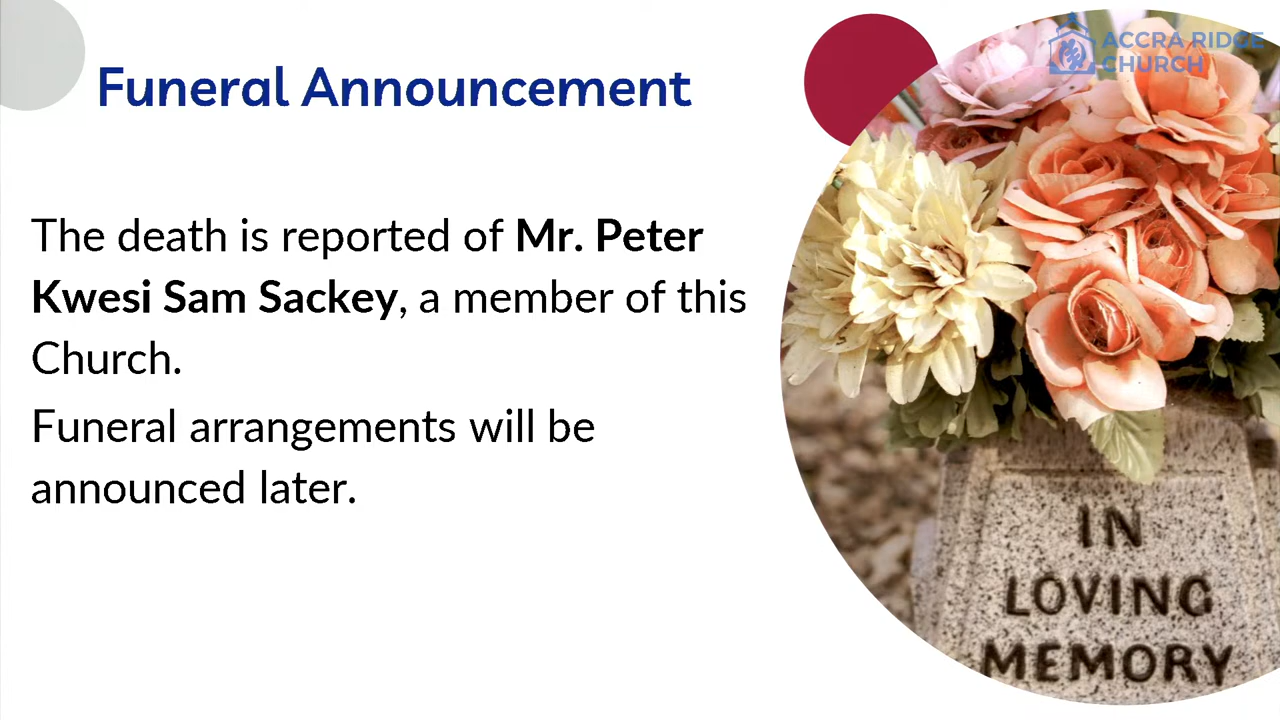 Funeral Announcement
ACCRA RIDGE
CHURCH
The death is reported of Mr. Peter
Kwesi Sam Sackey, a member of this
Church.
Funeral arrangements will be
announced later.
IN
LOVING
MEMORY